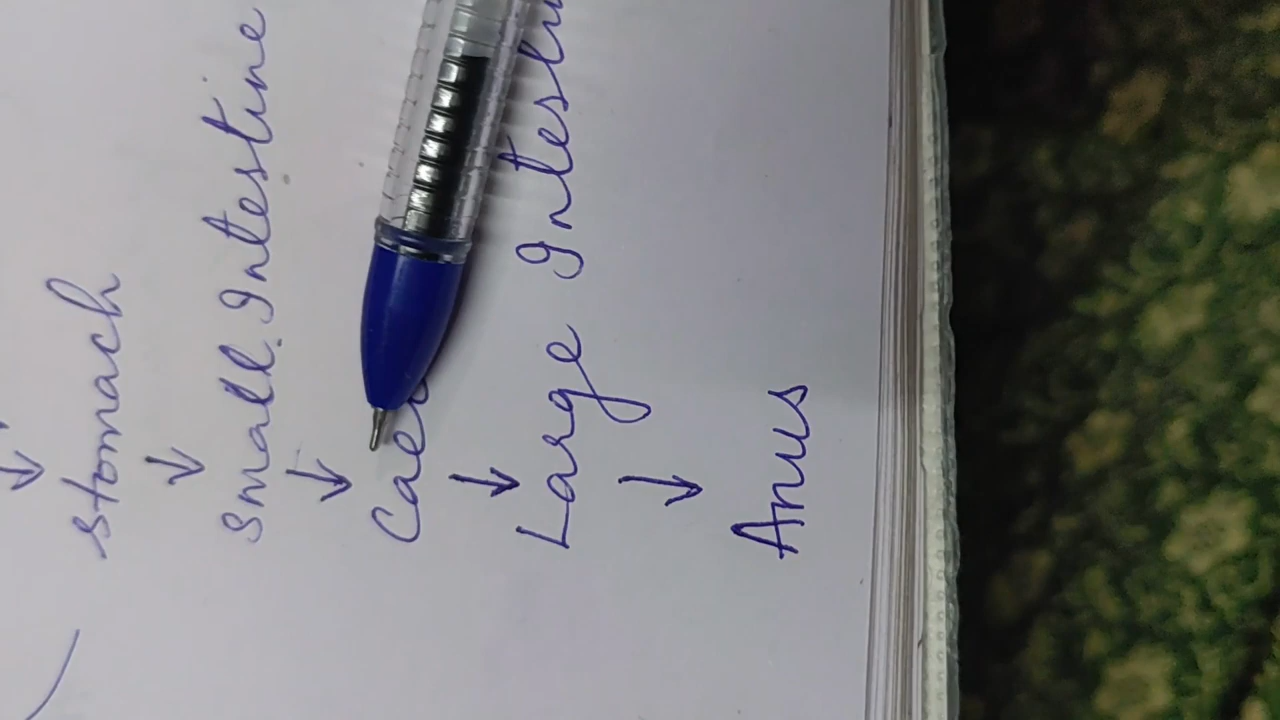 ↓
stomach
↓
Small Intestine
↓
↓
Large
↓
Anus